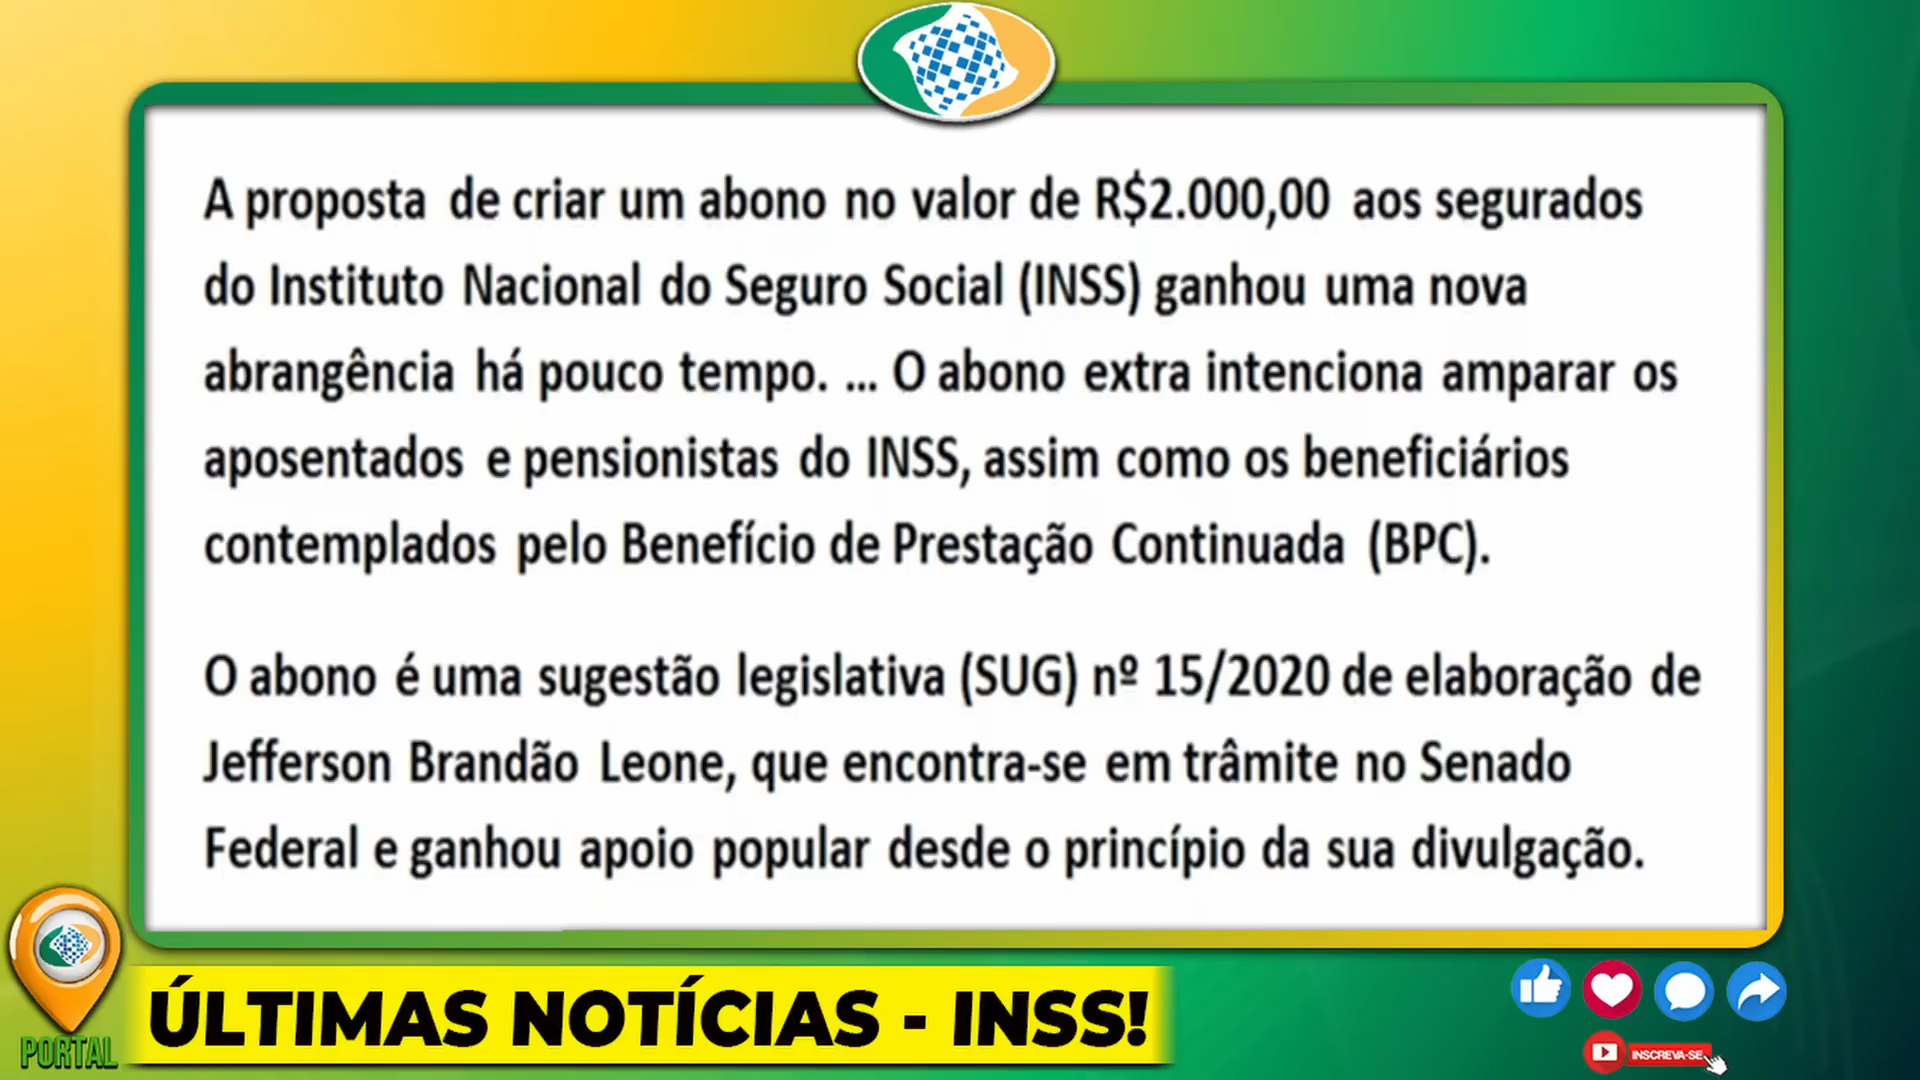 A proposta de criar um abono no valor de R$2.000,00 aos segurados
do Instituto Nacional do Seguro Social (INSS) ganhou uma nova
abrangência há pouco tempo. ... O abono extra intenciona amparar os
aposentados e pensionistas do INSS, assim como os beneficiários
contemplados pelo Benefício de Prestação Continuada (BPC).
O abono é uma sugestão legislativa (SUG) nº 15/2020 de elaboração de
Jefferson Brandão Leone, que encontra-se em trâmite no Senado
Federal e ganhou apoio popular desde o princípio da sua divulgação.
PORTAL
ÚLTIMAS NOTÍCIAS - INSS!
INSCREVA-SE